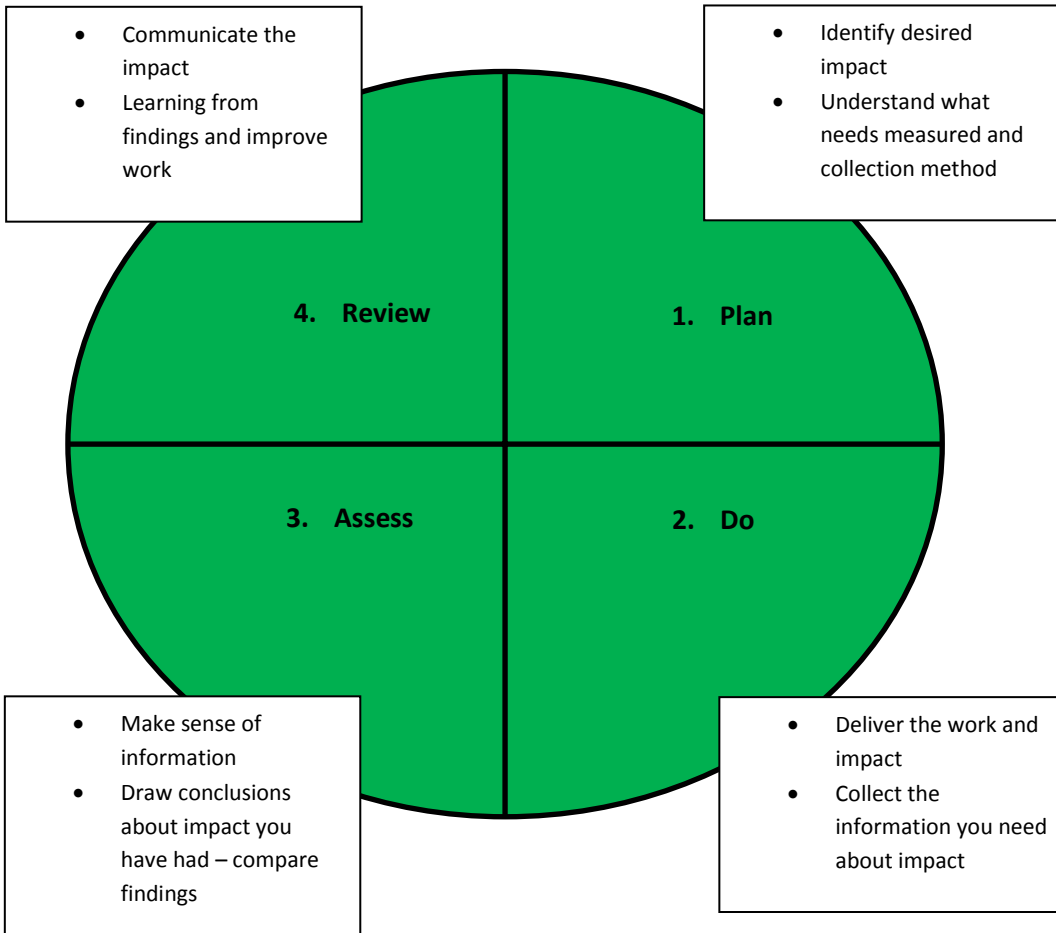 • Communicate the
impact
• Learning from
findings and improve
work
• Identify desired
impact
• Understand what
needs measured and
collection method
4. Review
1. Plan
3. Assess
2. Do
• Make sense of
information
• Draw conclusions
about impact you
have had – compare
findings
• Deliver the work and
impact
• Collect the
information you need
about impact